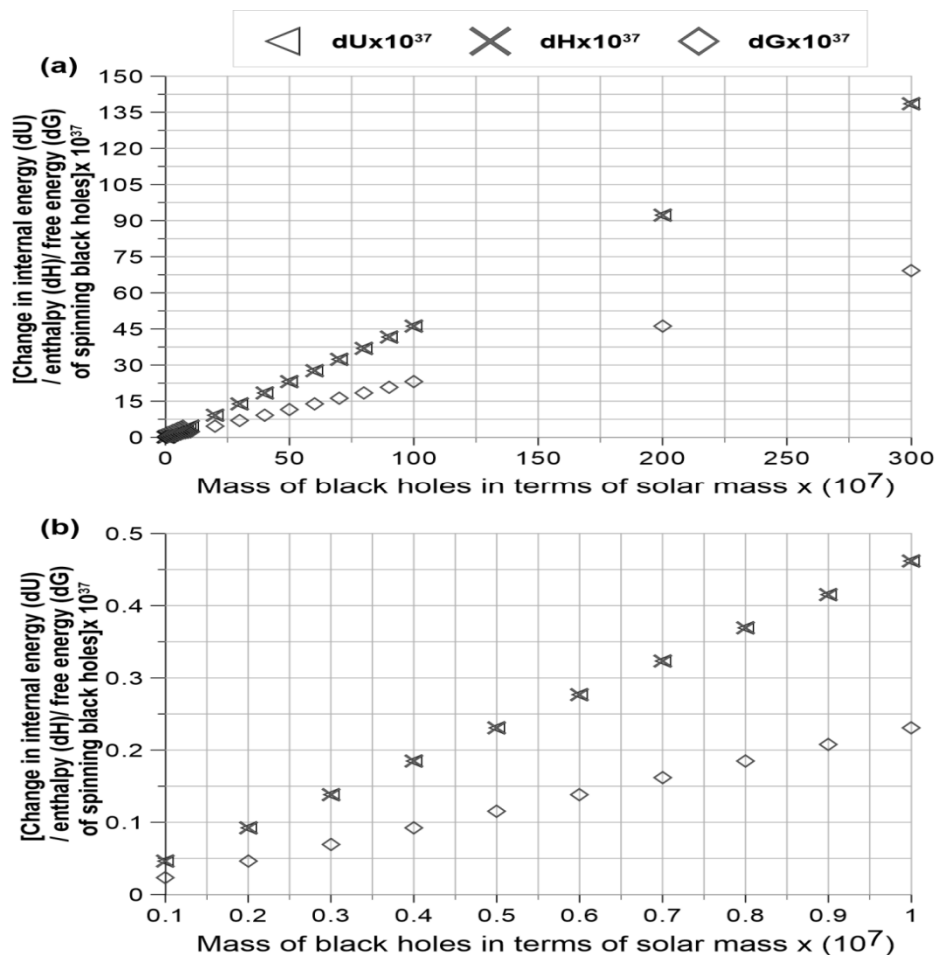 dUx10³⁷ dHx10³⁷ dGx10³⁷
(a)
[Change in internal energy (dU)
/ enthalpy (dH)/ free energy (dG)
of spinning black holes]x 10³⁷
150
135
120
105
90
75
60
45
30
15
0
0 50 100 150 200 250 300
Mass of black holes in terms of solar mass x (10⁷)
(b)
[Change in internal energy (dU)
/ enthalpy (dH)/ free energy (dG)
of spinning black holes]x 10³⁷
0.5
0.4
0.3
0.2
0.1
0
0.1 0.2 0.3 0.4 0.5 0.6 0.7 0.8 0.9 1
Mass of black holes in terms of solar mass x (10⁷)